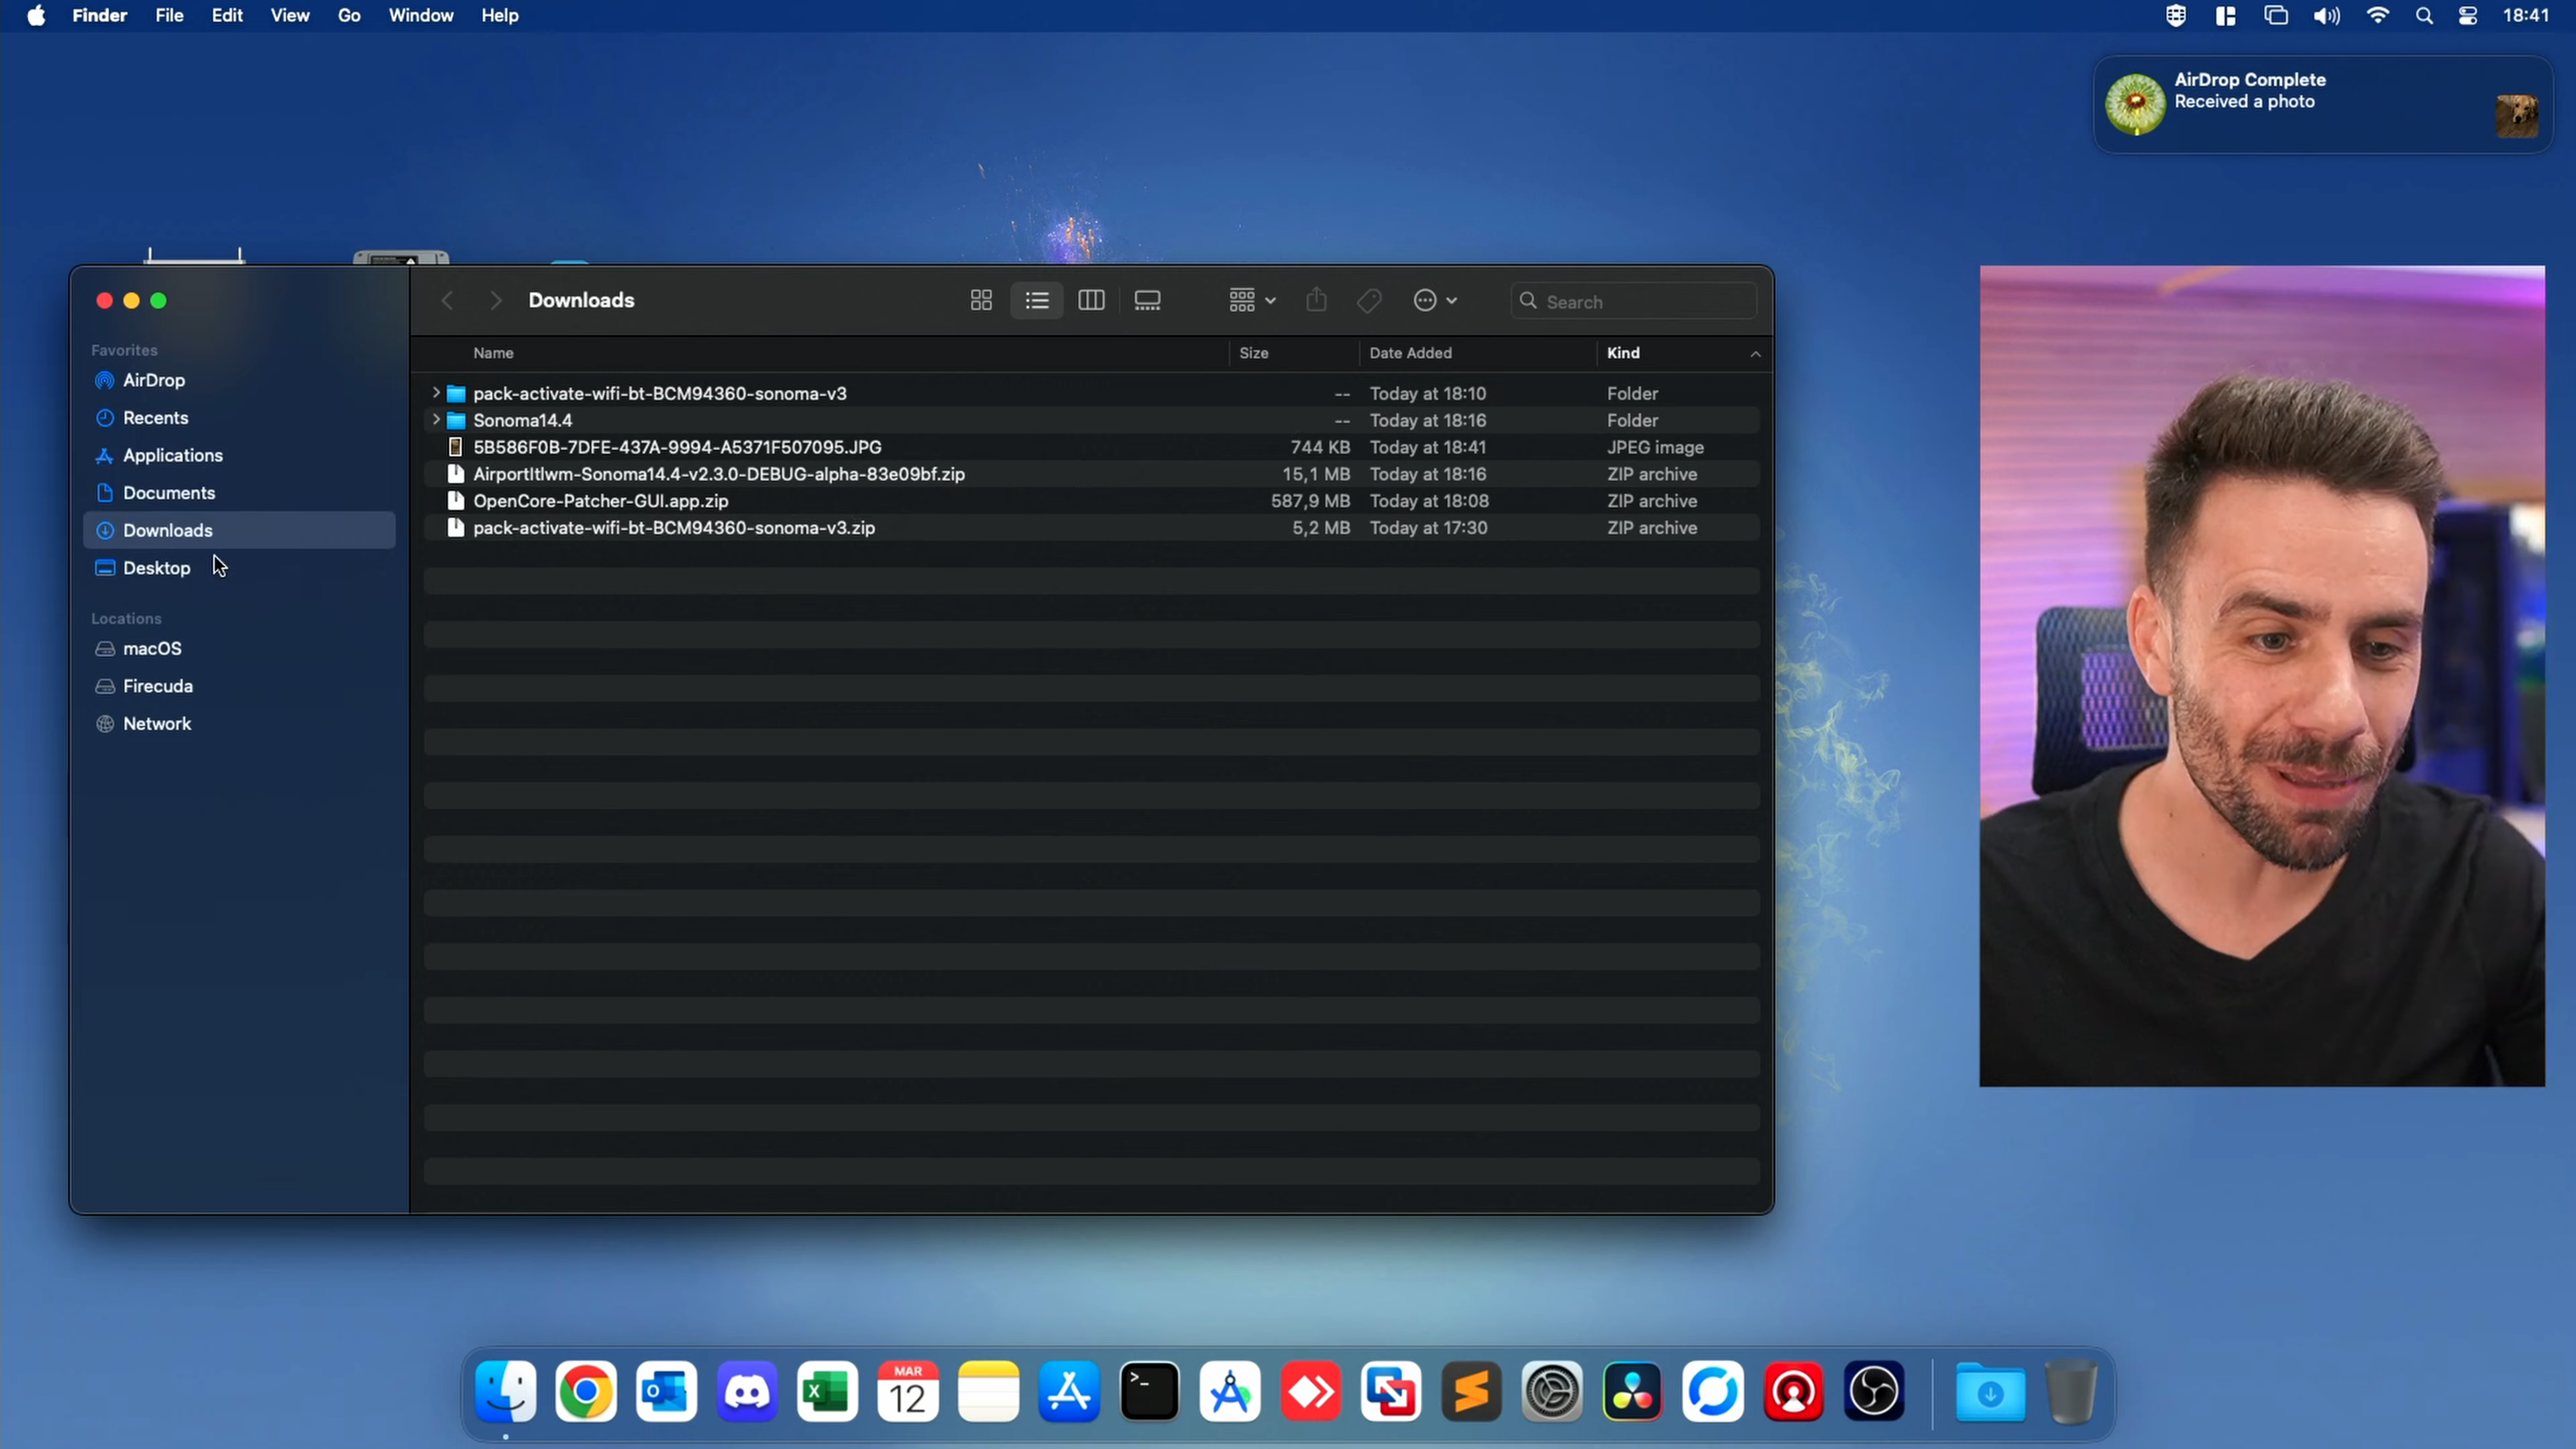 Finder File Edit View Go Window Help 18:41
AirDrop Complete
Received a photo
Downloads
Search
Favorites
AirDrop
Recents
Applications
Documents
Downloads
Desktop
Locations
macOS
Firecuda
Network
Name Size Date Added Kind
pack-activate-wifi-bt-BCM94360-sonoma-v3 -- Today at 18:10 Folder
Sonoma14.4 -- Today at 18:16 Folder
5B586F0B-7DFE-437A-9994-A5371F507095.JPG 744 KB Today at 18:41 JPEG image
AirportItlwm-Sonoma14.4-v2.3.0-DEBUG-alpha-83e09bf.zip 15,1 MB Today at 18:16 ZIP archive
OpenCore-Patcher-GUI.app.zip 587,9 MB Today at 18:08 ZIP archive
pack-activate-wifi-bt-BCM94360-sonoma-v3.zip 5,2 MB Today at 17:30 ZIP archive
MAR
12